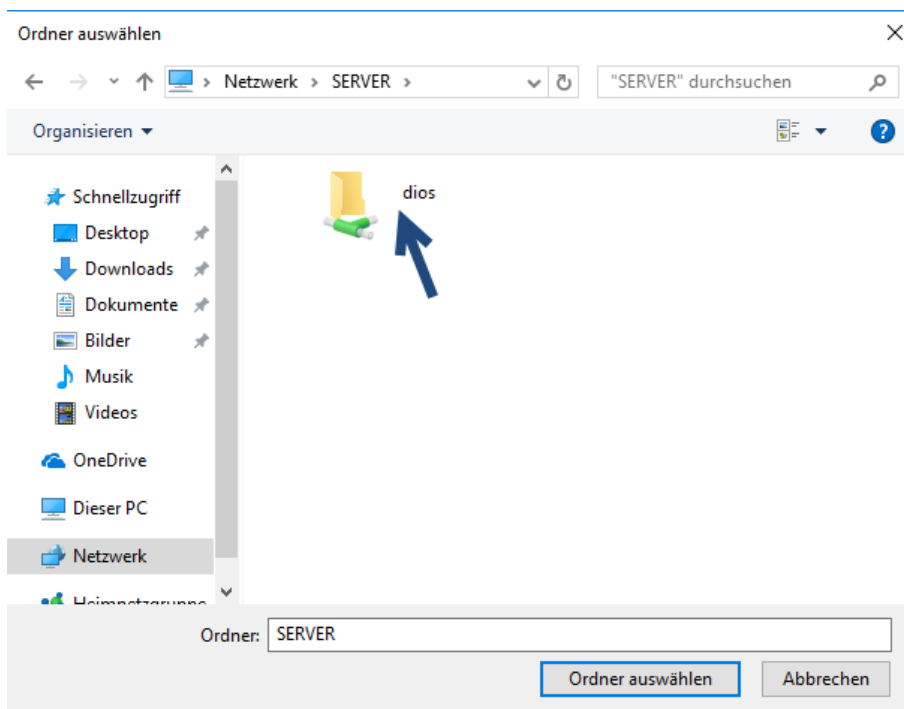 Ordner auswählen
Netzwerk > SERVER >
"SERVER" durchsuchen
Organisieren
?
Schnellzugriff
Desktop
Downloads
Dokumente
Bilder
Musik
Videos
OneDrive
Dieser PC
Netzwerk
Heimnetzgruppe
dios
Ordner: SERVER
Ordner auswählen
Abbrechen